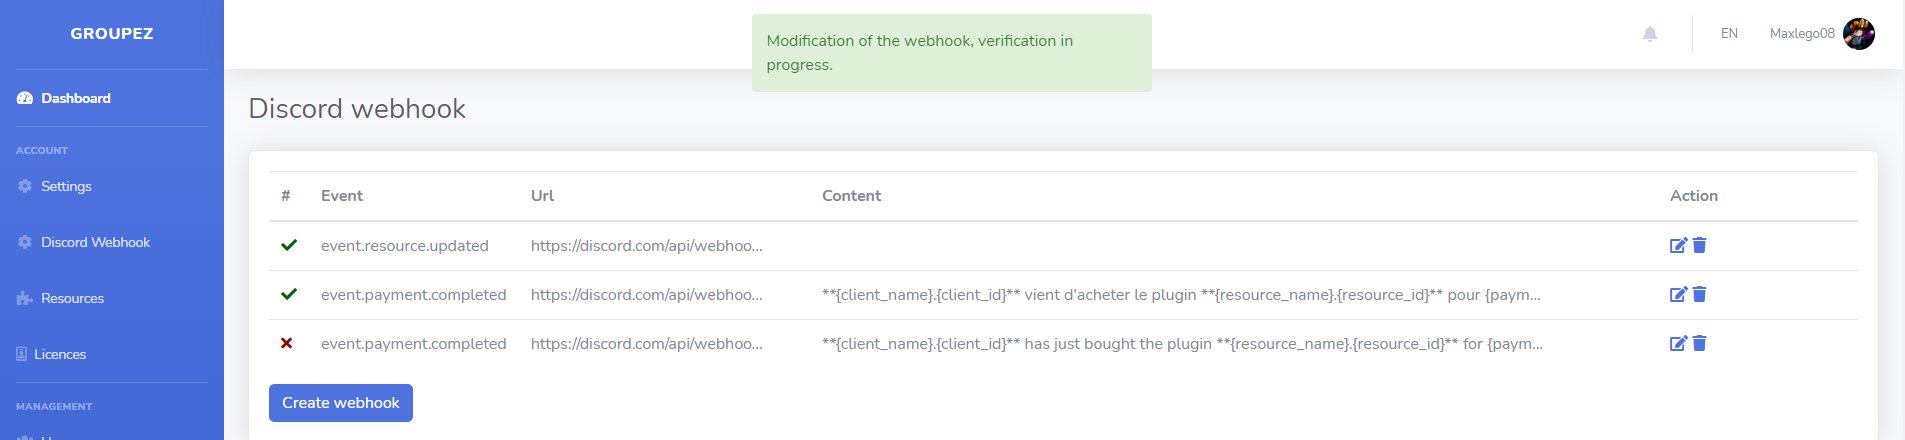 GROUPEZ
Dashboard
ACCOUNT
Settings
Discord Webhook
Resources
Licences
MANAGEMENT
Modification of the webhook, verification in
progress.
EN Maxlego08
Discord webhook
# Event Url Content Action
event.resource.updated https://discord.com/api/webhoo...
event.payment.completed https://discord.com/api/webhoo... **{client_name}.{client_id}** vient d'acheter le plugin **{resource_name}.{resource_id}** pour {paym...
event.payment.completed https://discord.com/api/webhoo... **{client_name}.{client_id}** has just bought the plugin **{resource_name}.{resource_id}** for {paym...
Create webhook